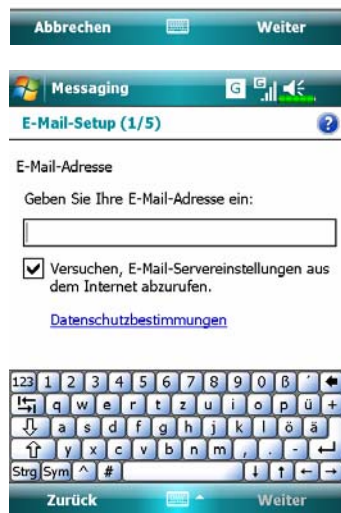 Abbrechen Weiter
Messaging G G
E-Mail-Setup (1/5) ?
E-Mail-Adresse
Geben Sie Ihre E-Mail-Adresse ein:
Versuchen, E-Mail-Servereinstellungen aus
dem Internet abzurufen.
Datenschutzbestimmungen
123 1 2 3 4 5 6 7 8 9 0 ß ´
q w e r t z u i o p ü +
a s d f g h j k l ö ä
y x c v b n m , . -
Strg Sym ^ #
Zurück Weiter